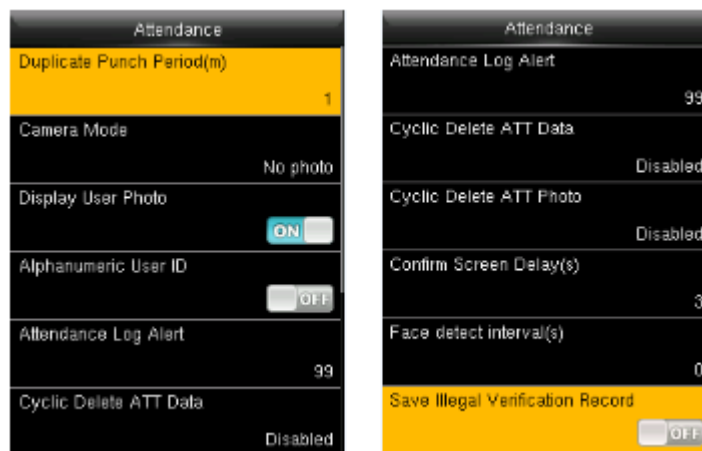 Attendance
Duplicate Punch Period(m)
1
Camera Mode
No photo
Display User Photo
ON
Alphanumeric User ID
OFF
Attendance Log Alert
99
Cyclic Delete ATT Data
Disabled
Attendance
Attendance Log Alert
99
Cyclic Delete ATT Data
Disabled
Cyclic Delete ATT Photo
Disabled
Confirm Screen Delay(s)
3
Face detect interval(s)
0
Save Illegal Verification Record
OFF